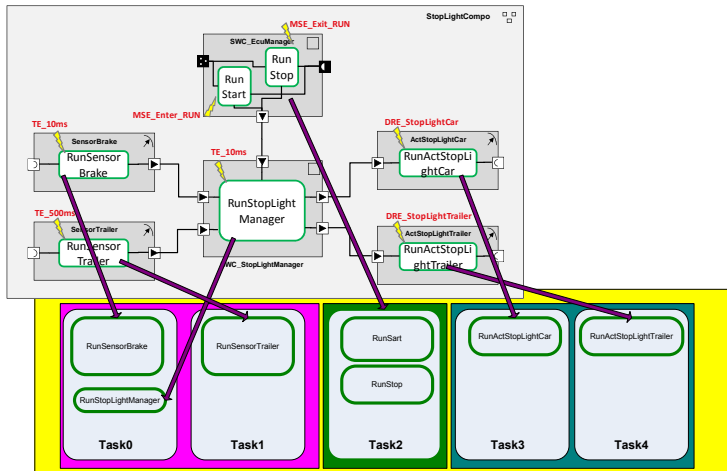 StopLightCompo
MSE_Exit_RUN
SWC_EcuManager
Run
Stop
Run
Start
MSE_Enter_RUN
TE_10ms
SensorBrake
RunSensor
Brake
TE_10ms
RunStopLight
Manager
SWC_StopLightManager
DRE_StopLightCar
ActStopLightCar
RunActStopLi
ghtCar
TE_500ms
SensorTrailer
RunSensor
Trailer
DRE_StopLightTrailer
ActStopLightTrailer
RunActStopLi
ghtTrailer
RunSensorBrake
RunStopLightManager
Task0
RunSensorTrailer
Task1
RunSart
RunStop
Task2
RunActStopLightCar
Task3
RunActStopLightTrailer
Task4